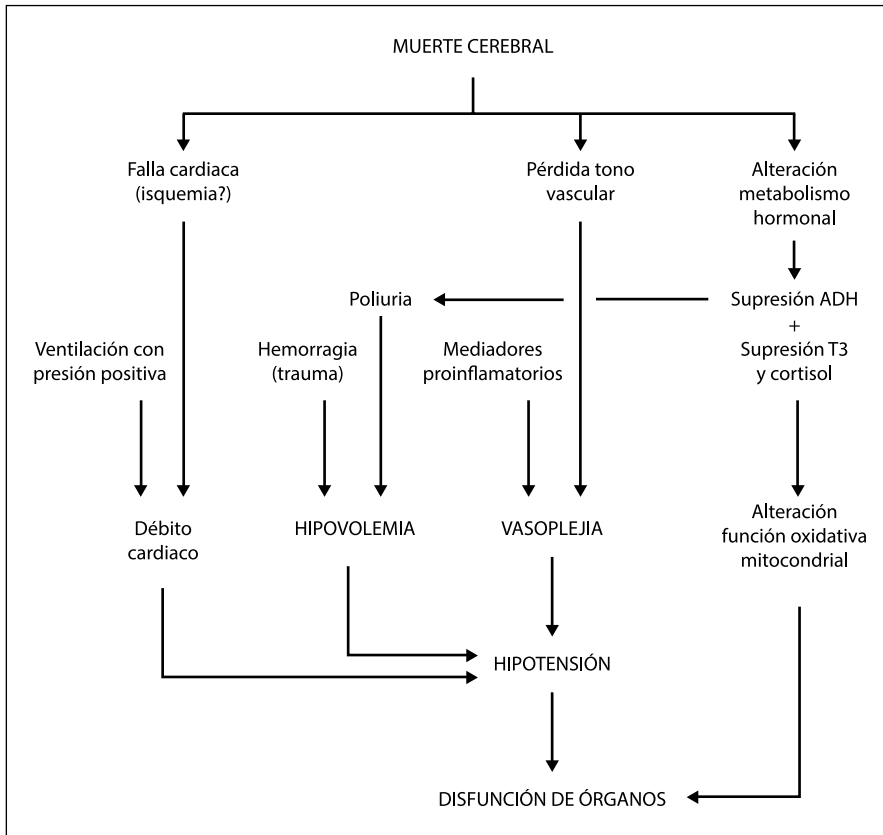 MUERTE CEREBRAL
Falla cardiaca
(isquemia?)
Pérdida tono
vascular
Alteración
metabolismo
hormonal
Poliuria
Supresión ADH
+
Supresión T3
y cortisol
Ventilación con
presión positiva
Hemorragia
(trauma)
Mediadores
proinflamatorios
Débito
cardiaco
HIPOVOLEMIA
VASOPLEJIA
Alteración
función oxidativa
mitocondrial
HIPOTENSIÓN
DISFUNCIÓN DE ÓRGANOS